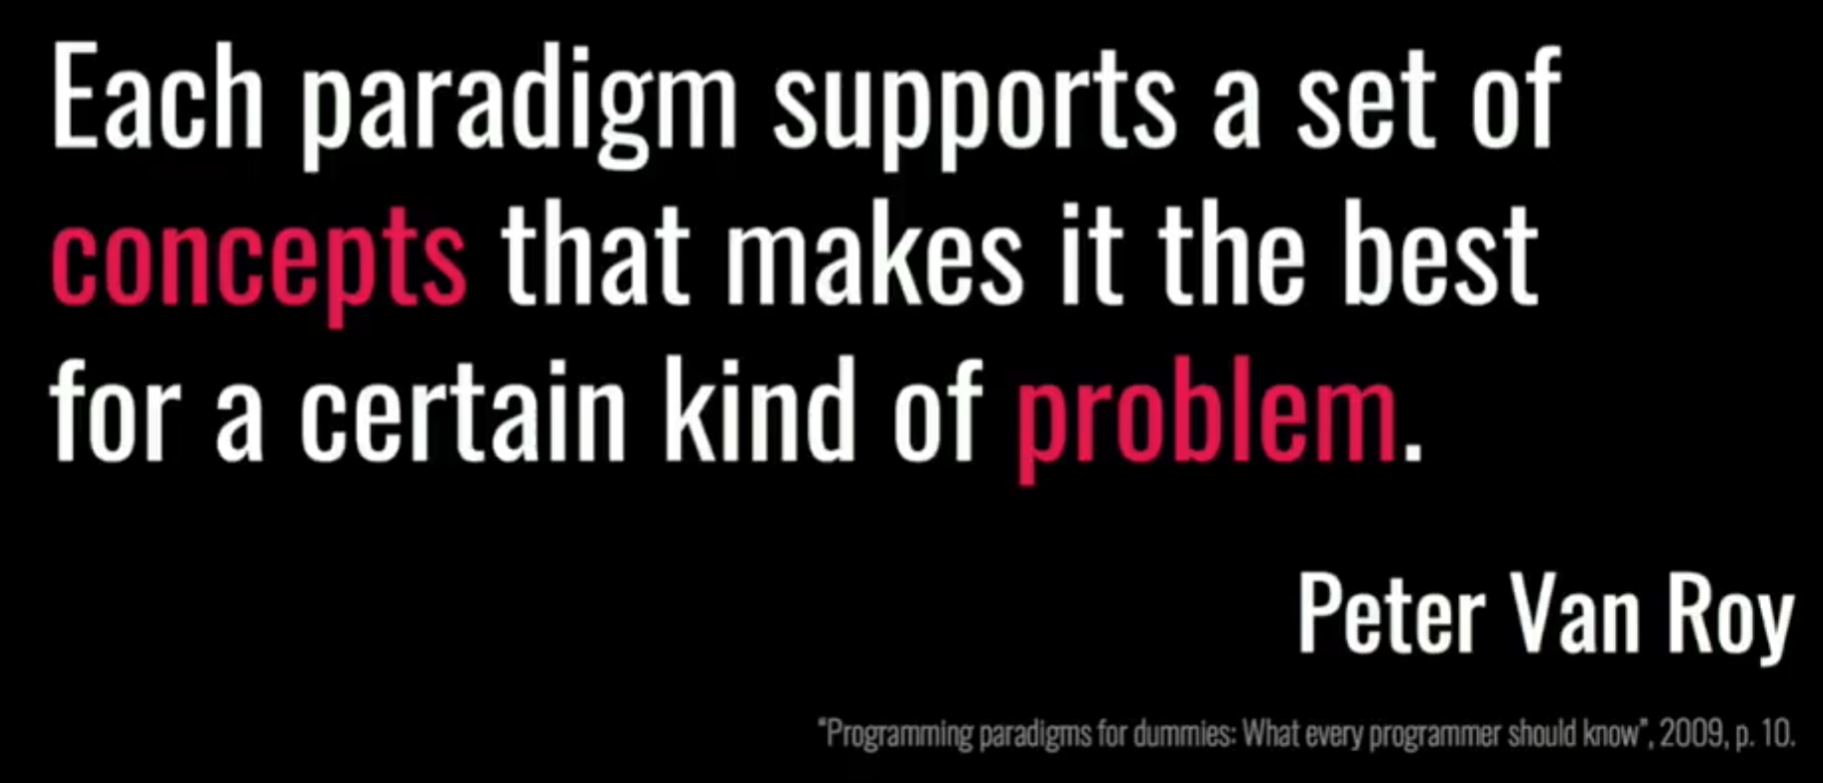 Each paradigm supports a set of
concepts that makes it the best
for a certain kind of problem.
Peter Van Roy
“Programming paradigms for dummies: What every programmer should know”, 2009, p. 10.